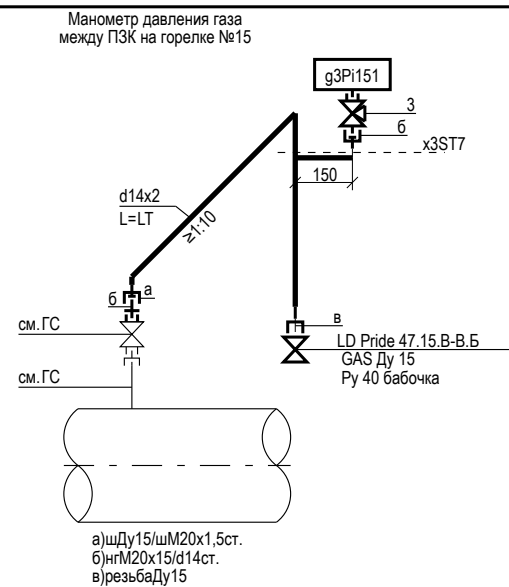 Манометр давления газа
между ПЗК на горелке №15
g3Pi151
3
б
x3ST7
150
d14x2
L=LT
≥1:10
а
б
см.ГС
в
LD Pride 47.15.В-В.Б
GAS Ду 15
Ру 40 бабочка
см.ГС
а)шДу15/шМ20х1,5ст.
б)нгМ20х15/d14ст.
в)резьбаДу15